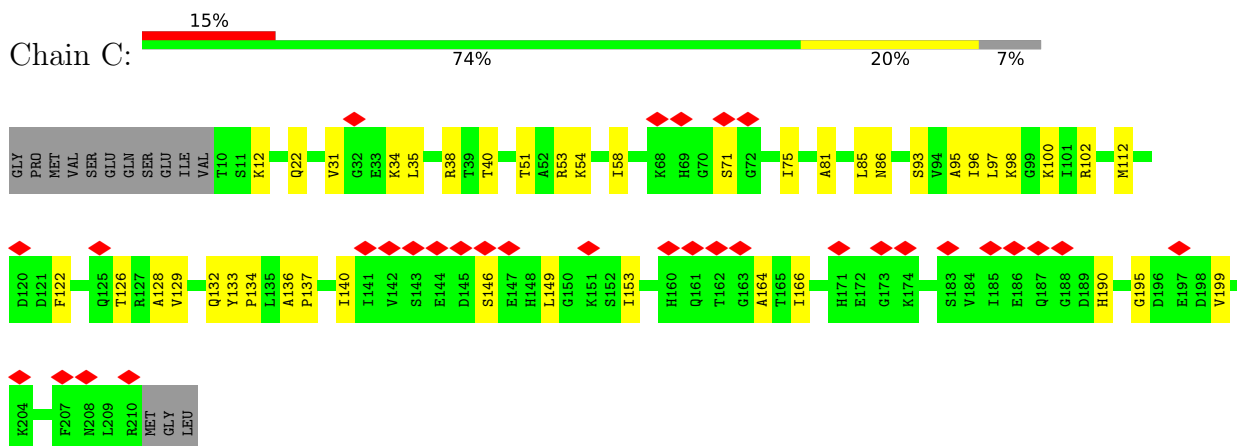 15%
Chain C:
74% 20% 7%
GLY PRO MET VAL SER GLU GLN SER GLU ILE VAL T10 S11 K12 Q22 V31 G32 E33 K34 L35 R38 T39 T40 T51 A52 R53 K54 I58 K68 H69 G70 S71 G72 I75 A81 L85 N86 S93 V94 A95 I96 L97 K98 G99 K100 I101 R102 M112
D120 D121 F122 Q125 T126 R127 A128 V129 Q132 Y133 P134 L135 A136 P137 I140 I141 V142 S143 E144 D145 S146 E147 H148 L149 G150 K151 S152 I153 H160 Q161 T162 G163 A164 T165 I166 H171 E172 G173 K174 S183 V184 I185 E186 Q187 G188 D189 H190 G195 D196 E197 D198 V199
K204 F207 N208 L209 R210 MET GLY LEU